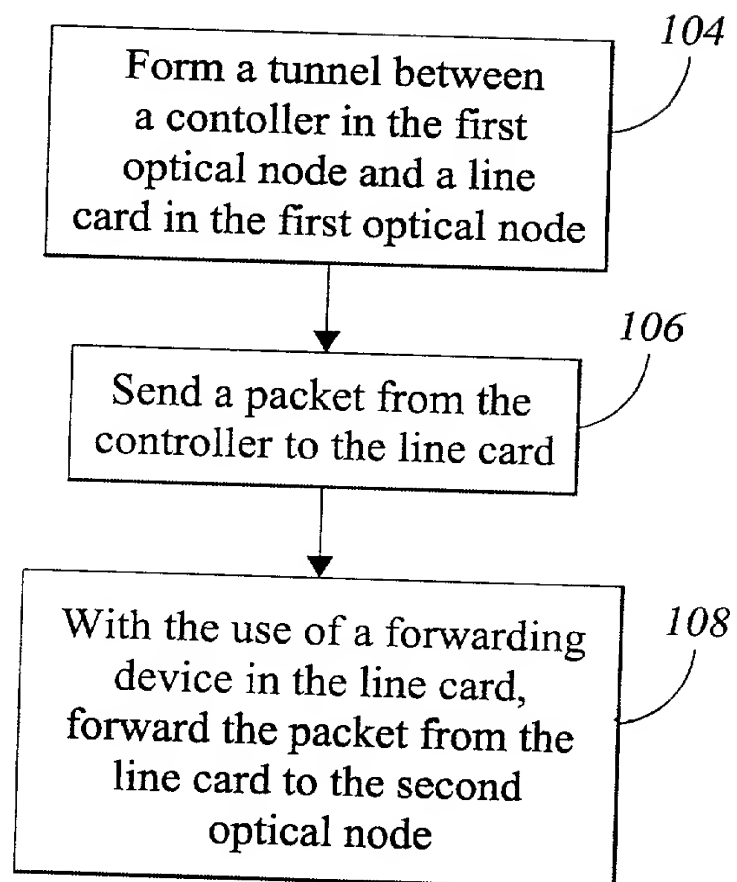 104
Form a tunnel between
a contoller in the first
optical node and a line
card in the first optical node
106
Send a packet from the
controller to the line card
108
With the use of a forwarding
device in the line card,
forward the packet from the
line card to the second
optical node